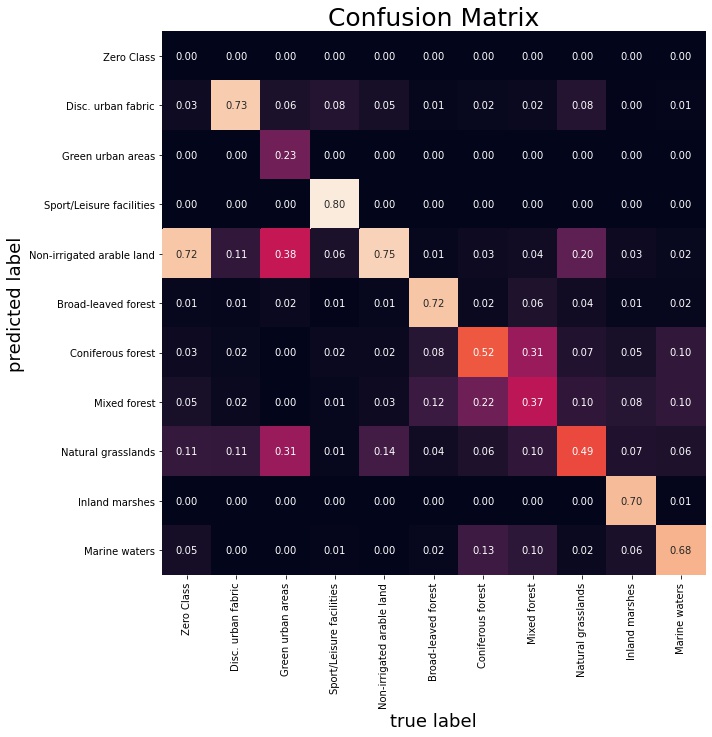 Confusion Matrix
predicted label
Zero Class 0.00 0.00 0.00 0.00 0.00 0.00 0.00 0.00 0.00 0.00 0.00
Disc. urban fabric 0.03 0.73 0.06 0.08 0.05 0.01 0.02 0.02 0.08 0.00 0.01
Green urban areas 0.00 0.00 0.23 0.00 0.00 0.00 0.00 0.00 0.00 0.00 0.00
Sport/Leisure facilities 0.00 0.00 0.00 0.80 0.00 0.00 0.00 0.00 0.00 0.00 0.00
Non-irrigated arable land 0.72 0.11 0.38 0.06 0.75 0.01 0.03 0.04 0.20 0.03 0.02
Broad-leaved forest 0.01 0.01 0.02 0.01 0.01 0.72 0.02 0.06 0.04 0.01 0.02
Coniferous forest 0.03 0.02 0.00 0.02 0.02 0.08 0.52 0.31 0.07 0.05 0.10
Mixed forest 0.05 0.02 0.00 0.01 0.03 0.12 0.22 0.37 0.10 0.08 0.10
Natural grasslands 0.11 0.11 0.31 0.01 0.14 0.04 0.06 0.10 0.49 0.07 0.06
Inland marshes 0.00 0.00 0.00 0.00 0.00 0.00 0.00 0.00 0.00 0.70 0.01
Marine waters 0.05 0.00 0.00 0.01 0.00 0.02 0.13 0.10 0.02 0.06 0.68
Zero Class
Disc. urban fabric
Green urban areas
Sport/Leisure facilities
Non-irrigated arable land
Broad-leaved forest
Coniferous forest
Mixed forest
Natural grasslands
Inland marshes
Marine waters
true label